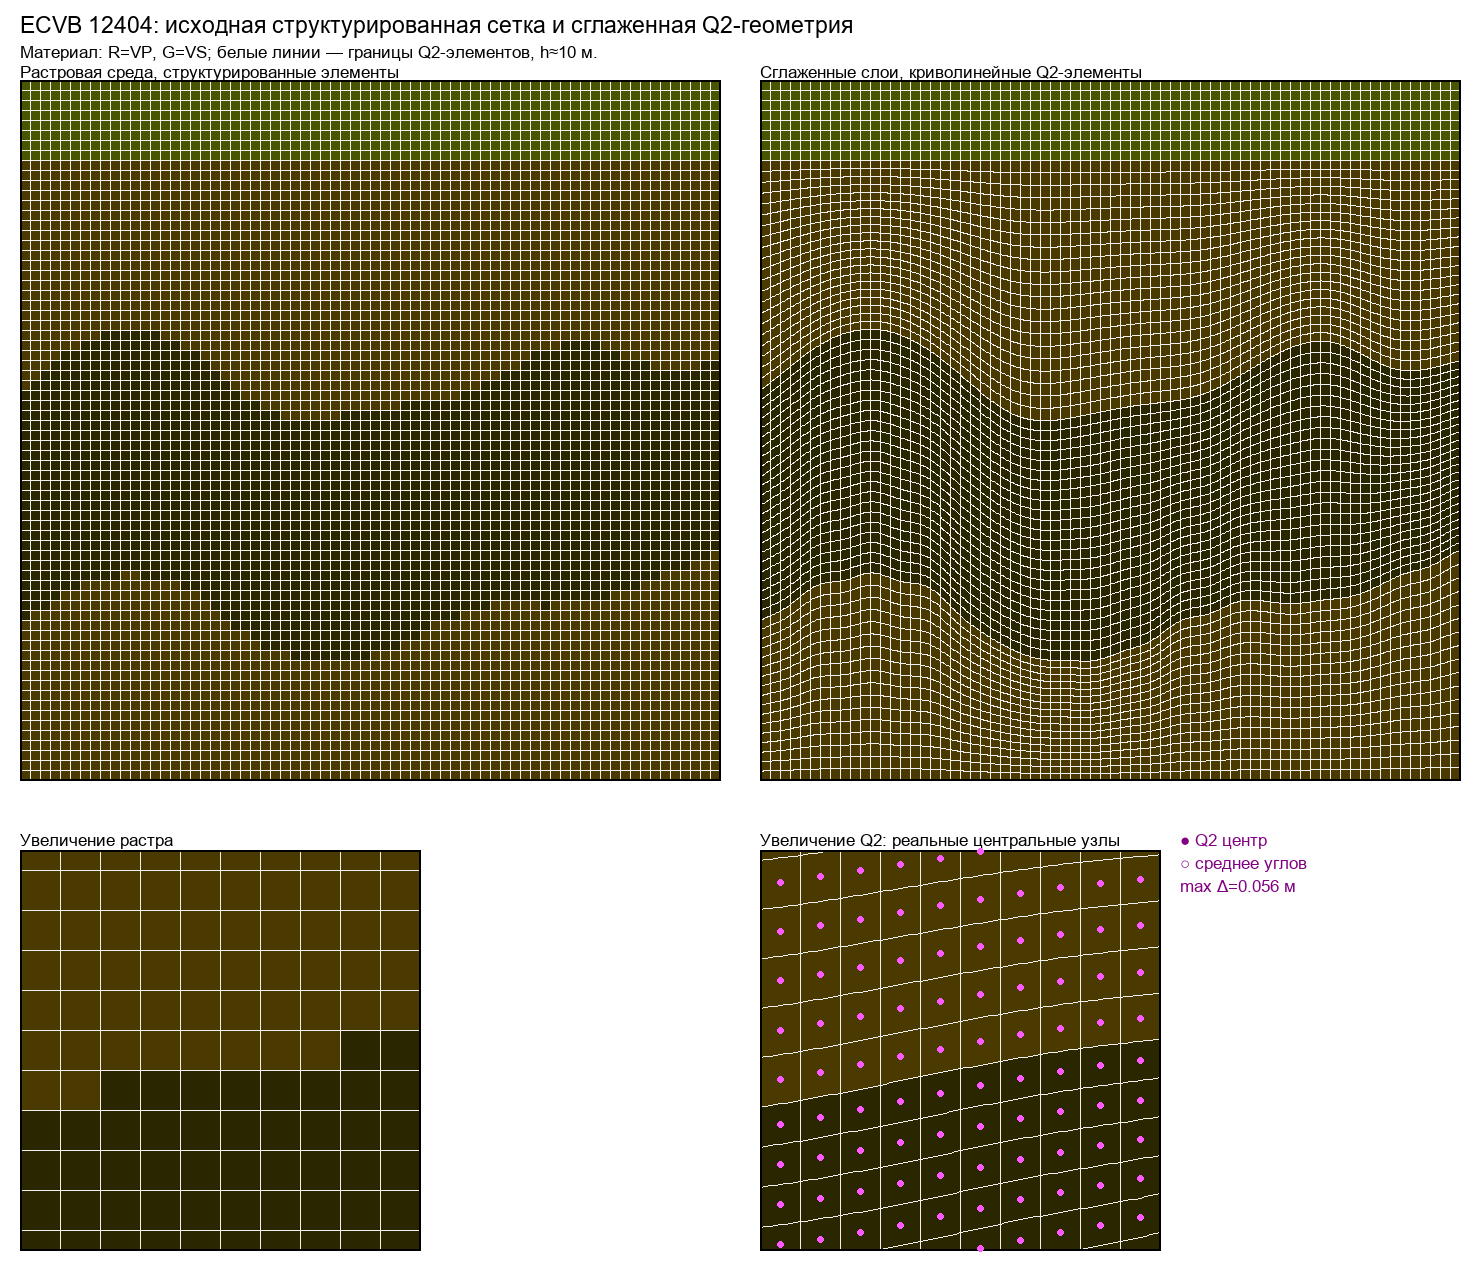 ECVB 12404: исходная структурированная сетка и сглаженная Q2-геометрия
Материал: R=VP, G=VS; белые линии — границы Q2-элементов, h≈10 м.
Растровая среда, структурированные элементы
Сглаженные слои, криволинейные Q2-элементы
Увеличение растра
Увеличение Q2: реальные центральные узлы
● Q2 центр
○ среднее углов
max Δ=0.056 м